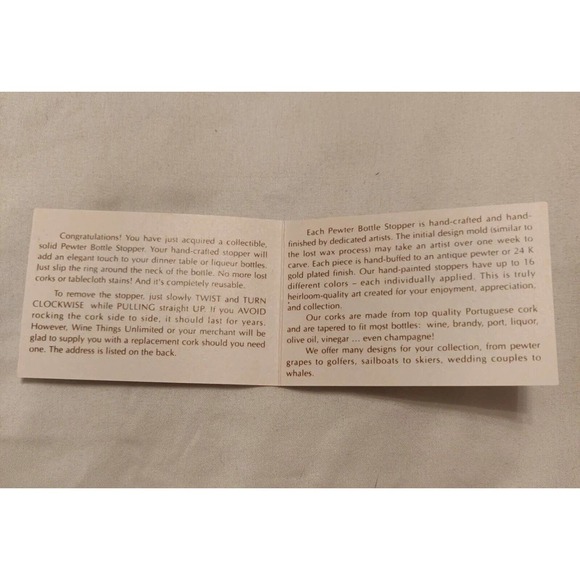 Congratulations! You have just acquired a collectible,
solid Pewter Bottle Stopper. Your hand-crafted stopper will
add an elegant touch to your dinner table or liqueur bottles.
Just slip the ring around the neck of the bottle. No more lost
corks or tablecloth stains! And it's completely reusable.
To remove the stopper, just slowly TWIST and TURN
CLOCKWISE while PULLING straight UP. If you AVOID
rocking the cork side to side, it should last for years.
However, Wine Things Unlimited or your merchant will be
glad to supply you with a replacement cork should you need
one. The address is listed on the back.
Each Pewter Bottle Stopper is hand-crafted and hand-
finished by dedicated artists. The initial design mold (similar to
the lost wax process) may take an artist over one week to
carve. Each piece is hand-buffed to an antique pewter or 24 K
gold plated finish. Our hand-painted stoppers have up to 16
different colors – each individually applied. This is truly
heirloom-quality art created for your enjoyment, appreciation,
and collection.
Our corks are made from top quality Portuguese cork
and are tapered to fit most bottles: wine, brandy, port, liquor,
olive oil, vinegar ... even champagne!
We offer many designs for your collection, from pewter
grapes to golfers, sailboats to skiers, wedding couples to
whales.